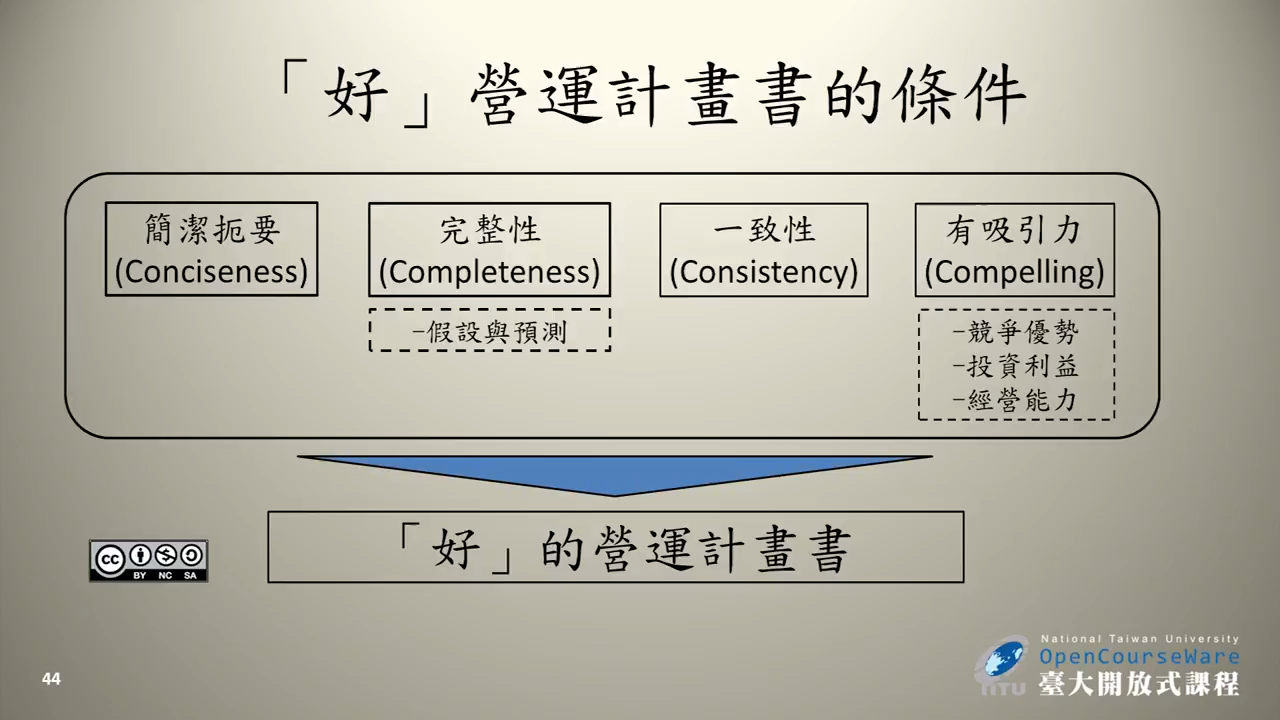 「好」營運計畫書的條件
簡潔扼要
(Conciseness)
完整性
(Completeness)
-假設與預測
一致性
(Consistency)
有吸引力
(Compelling)
-競爭優勢
-投資利益
-經營能力
「好」的營運計畫書
cc
BY NC SA
44
NTU
National Taiwan University
OpenCourseWare
臺大開放式課程